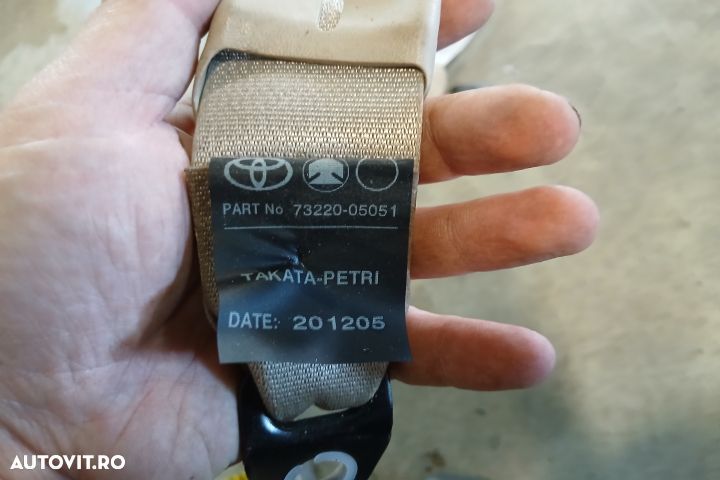 PART No 73220-05051
TAKATA-PETRI
DATE: 201205
AUTOVIT.RO